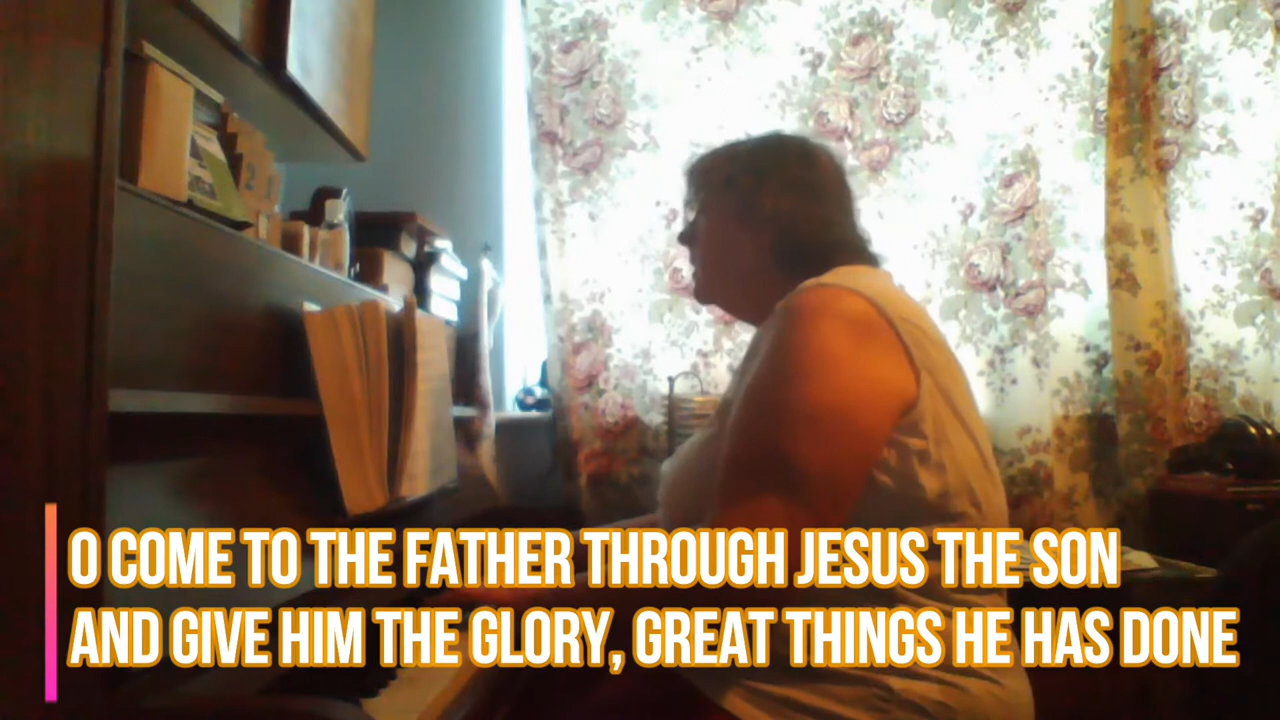 O COME TO THE FATHER THROUGH JESUS THE SON
AND GIVE HIM THE GLORY, GREAT THINGS HE HAS DONE